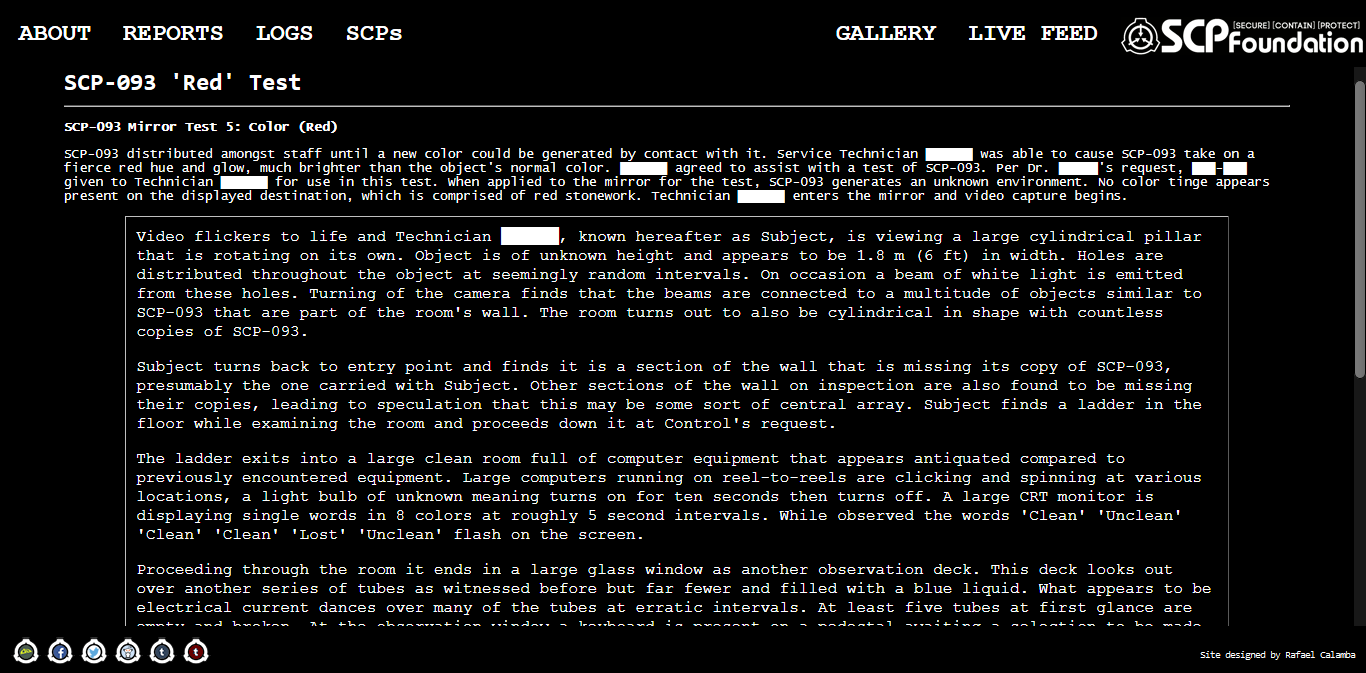 ABOUT REPORTS LOGS SCPs GALLERY LIVE FEED [SECURE] [CONTAIN] [PROTECT] SCP Foundation
SCP-093 'Red' Test
SCP-093 Mirror Test 5: Color (Red)
SCP-093 distributed amongst staff until a new color could be generated by contact with it. Service Technician ██████ was able to cause SCP-093 take on a
fierce red hue and glow, much brighter than the object's normal color. ██████ agreed to assist with a test of SCP-093. Per Dr. █████'s request, ███-███
given to Technician ██████ for use in this test. When applied to the mirror for the test, SCP-093 generates an unknown environment. No color tinge appears
present on the displayed destination, which is comprised of red stonework. Technician ██████ enters the mirror and video capture begins.
Video flickers to life and Technician ██████, known hereafter as Subject, is viewing a large cylindrical pillar
that is rotating on its own. Object is of unknown height and appears to be 1.8 m (6 ft) in width. Holes are
distributed throughout the object at seemingly random intervals. On occasion a beam of white light is emitted
from these holes. Turning of the camera finds that the beams are connected to a multitude of objects similar to
SCP-093 that are part of the room's wall. The room turns out to also be cylindrical in shape with countless
copies of SCP-093.
Subject turns back to entry point and finds it is a section of the wall that is missing its copy of SCP-093,
presumably the one carried with Subject. Other sections of the wall on inspection are also found to be missing
their copies, leading to speculation that this may be some sort of central array. Subject finds a ladder in the
floor while examining the room and proceeds down it at Control's request.
The ladder exits into a large clean room full of computer equipment that appears antiquated compared to
previously encountered equipment. Large computers running on reel-to-reels are clicking and spinning at various
locations, a light bulb of unknown meaning turns on for ten seconds then turns off. A large CRT monitor is
displaying single words in 8 colors at roughly 5 second intervals. While observed the words 'Clean' 'Unclean'
'Clean' 'Clean' 'Lost' 'Unclean' flash on the screen.
Proceeding through the room it ends in a large glass window as another observation deck. This deck looks out
over another series of tubes as witnessed before but far fewer and filled with a blue liquid. What appears to be
electrical current dances over many of the tubes at erratic intervals. At least five tubes at first glance are
empty and broken. At the observation window a keyboard is present on a pedestal awaiting a selection to be made
Site designed by Rafael Calamba